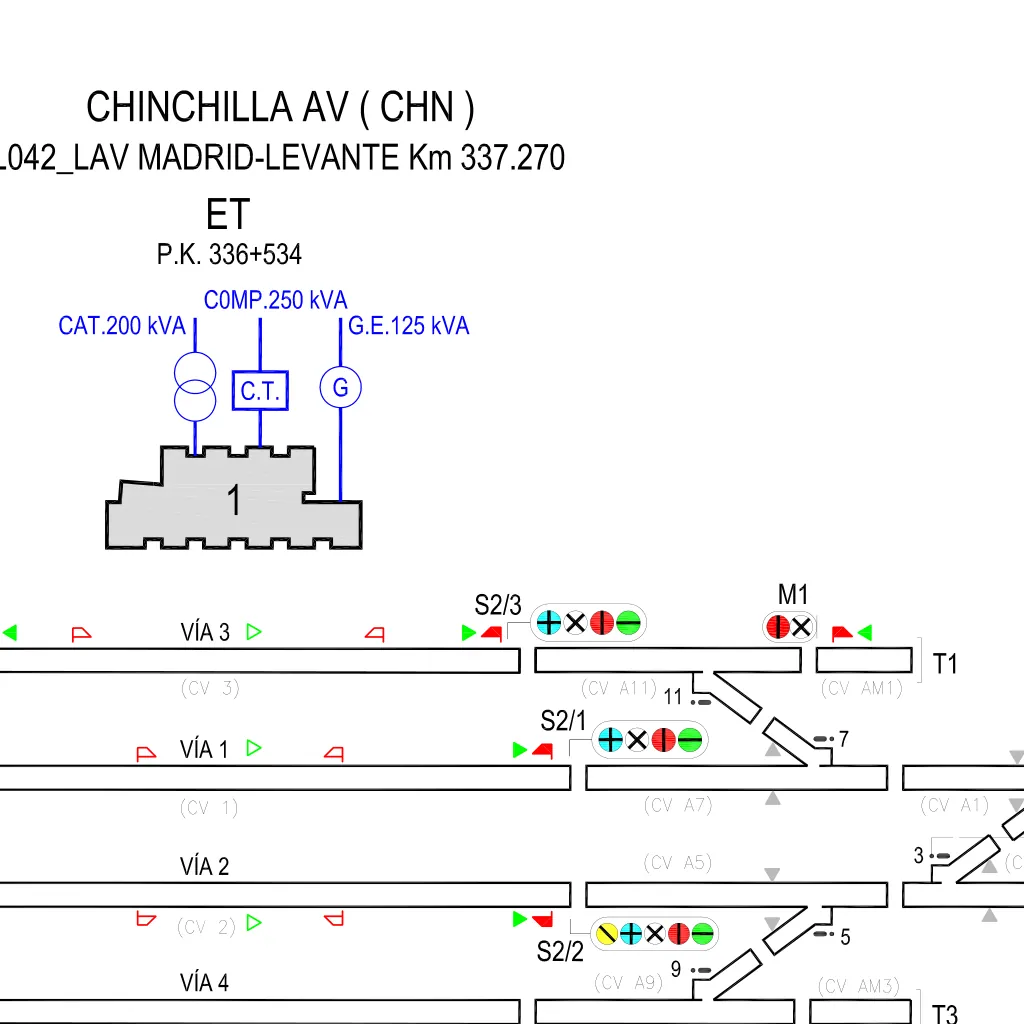 CHINCHILLA AV ( CHN )
L042_LAV MADRID-LEVANTE Km 337.270
ET
P.K. 336+534
C0MP.250 kVA
CAT.200 kVA
G.E.125 kVA
C.T.
G
1
M1
S2/3
VÍA 3
T1
(CV 3)
(CV A11)
(CV AM1)
11
S2/1
7
VÍA 1
(CV 1)
(CV A7)
(CV A1)
3
VÍA 2
(CV A5)
(C
(CV 2)
5
S2/2
9
VÍA 4
(CV A9)
(CV AM3)
T3